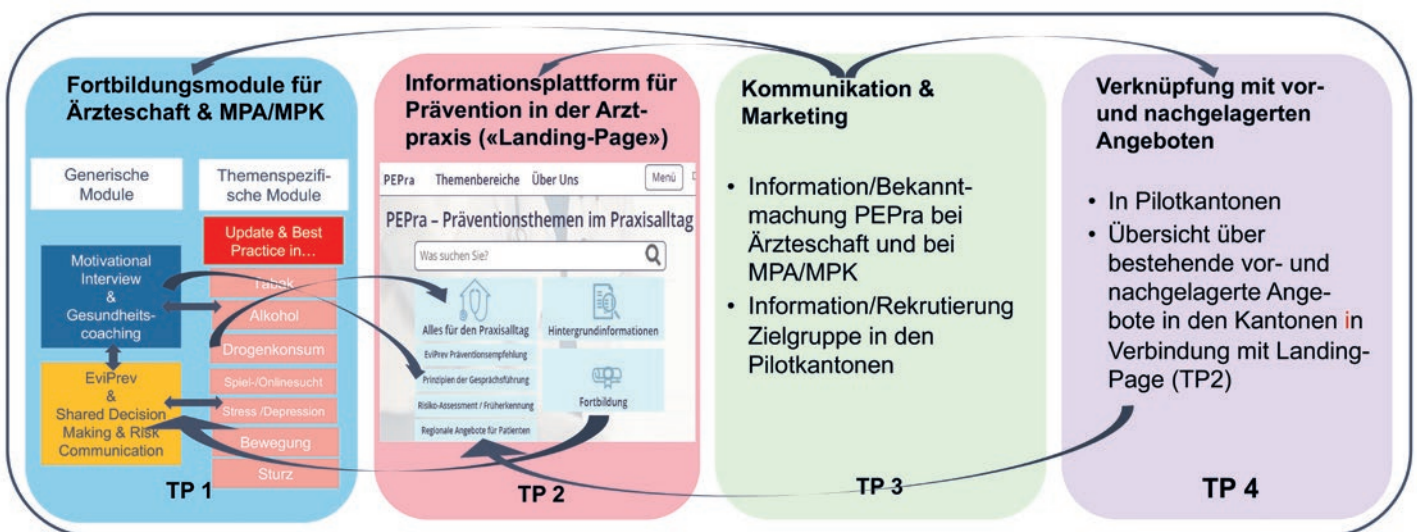 Fortbildungsmodule für
Ärzteschaft & MPA/MPK
Generische
Module
Themenspezifi-
sche Module
Update & Best
Practice in…
Motivational
Interview
&
Gesundheits-
coaching
EviPrev
&
Shared Decision
Making & Risk
Communication
Tabak
Alkohol
Drogenkonsum
Spiel-/Onlinesucht
Stress /Depression
Bewegung
Sturz
TP 1
Informationsplattform für
Prävention in der Arzt-
praxis («Landing-Page»)
PEPra Themenbereiche Über Uns Menü
PEPra – Präventionsthemen im Praxisalltag
Was suchen Sie?
Alles für den Praxisalltag
EviPrev Präventionsempfehlung
Prinzipien der Gesprächsführung
Risiko-Assessment / Früherkennung
Regionale Angebote für Patienten
Hintergrundinformationen
Fortbildung
TP 2
Kommunikation &
Marketing
• Information/Bekannt-
machung PEPra bei
Ärzteschaft und bei
MPA/MPK
• Information/Rekrutierung
Zielgruppe in den
Pilotkantonen
TP 3
Verknüpfung mit vor-
und nachgelagerten
Angeboten
• In Pilotkantonen
• Übersicht über
bestehende vor- und
nachgelagerte Ange-
bote in den Kantonen in
Verbindung mit Landing-
Page (TP2)
TP 4